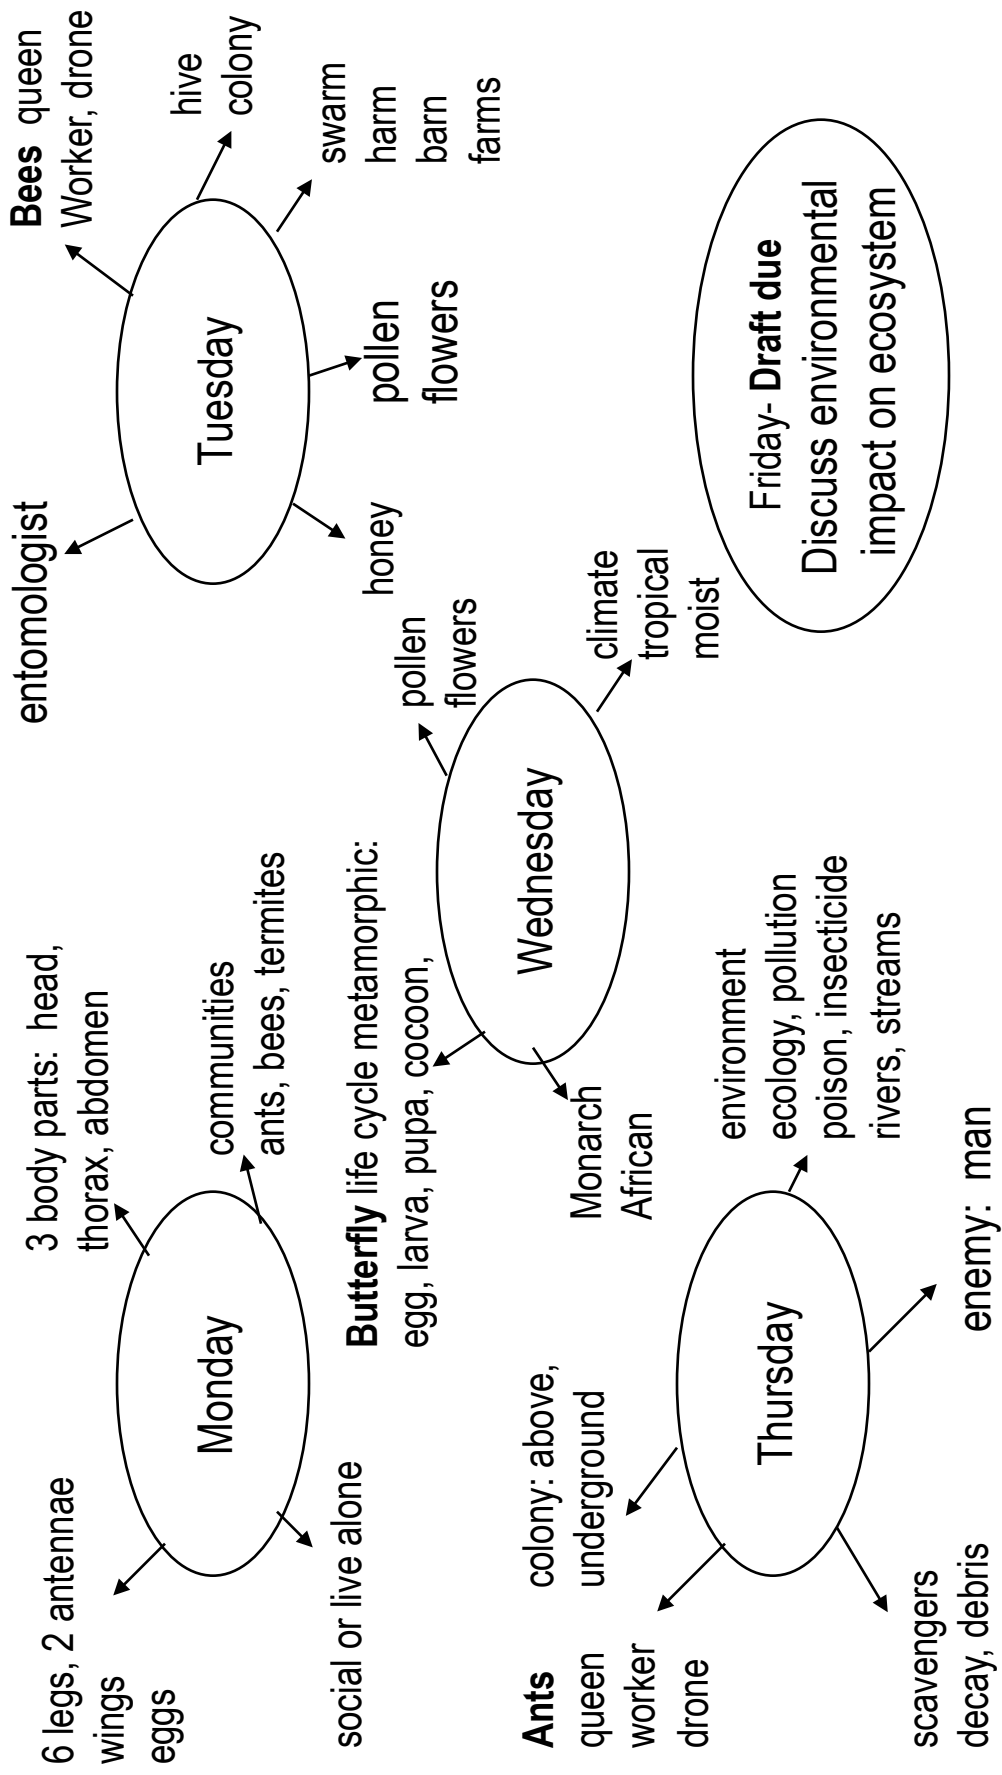 6 legs, 2 antennae
wings
eggs
3 body parts:  head,
thorax, abdomen
Monday
communities
ants, bees, termites
social or live alone
entomologist
Bees  queen
Worker, drone
Tuesday
hive
colony
swarm
harm
barn
farms
pollen
flowers
honey
Butterfly life cycle metamorphic:
egg, larva, pupa, cocoon,
pollen
flowers
Wednesday
Monarch
African
climate
tropical
moist
Ants
queen
worker
drone
colony: above,
underground
Thursday
environment
ecology, pollution
poison, insecticide
rivers, streams
scavengers
decay, debris
enemy:  man
Friday- Draft due
Discuss environmental
impact on ecosystem